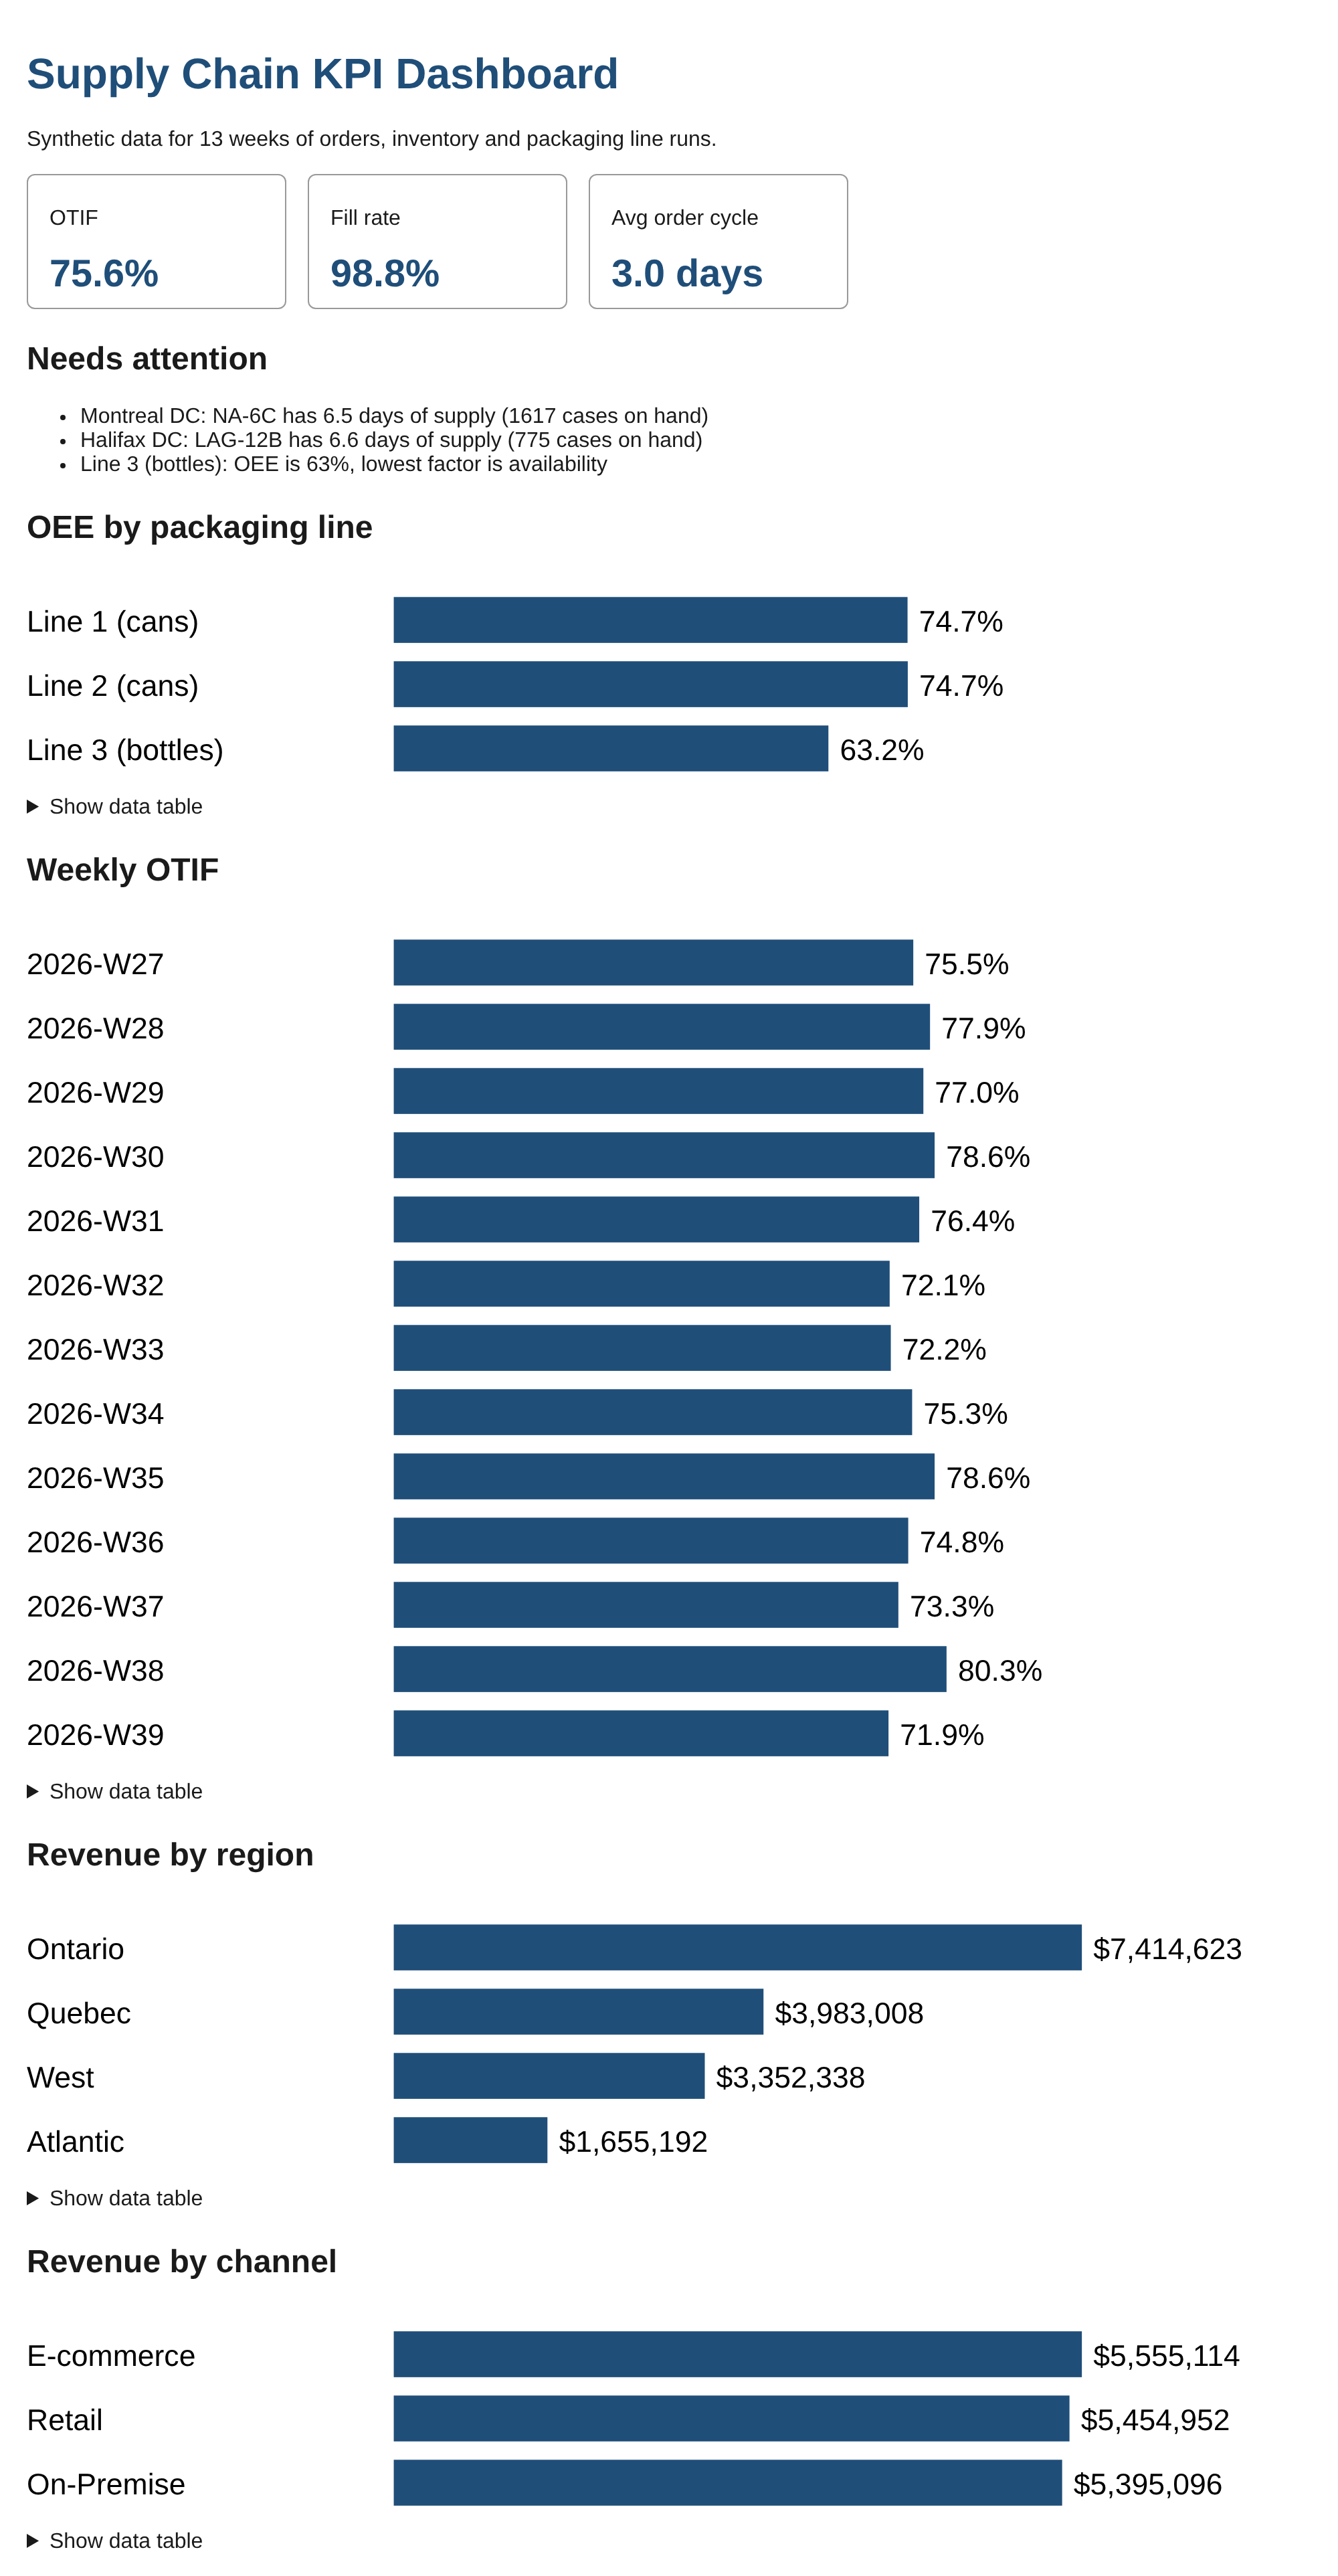 Supply Chain KPI Dashboard
Synthetic data for 13 weeks of orders, inventory and packaging line runs.
OTIF
75.6%
Fill rate
98.8%
Avg order cycle
3.0 days
Needs attention
• Montreal DC: NA-6C has 6.5 days of supply (1617 cases on hand)
• Halifax DC: LAG-12B has 6.6 days of supply (775 cases on hand)
• Line 3 (bottles): OEE is 63%, lowest factor is availability
OEE by packaging line
Line 1 (cans) 74.7%
Line 2 (cans) 74.7%
Line 3 (bottles) 63.2%
Show data table
Weekly OTIF
2026-W27 75.5%
2026-W28 77.9%
2026-W29 77.0%
2026-W30 78.6%
2026-W31 76.4%
2026-W32 72.1%
2026-W33 72.2%
2026-W34 75.3%
2026-W35 78.6%
2026-W36 74.8%
2026-W37 73.3%
2026-W38 80.3%
2026-W39 71.9%
Show data table
Revenue by region
Ontario $7,414,623
Quebec $3,983,008
West $3,352,338
Atlantic $1,655,192
Show data table
Revenue by channel
E-commerce $5,555,114
Retail $5,454,952
On-Premise $5,395,096
Show data table